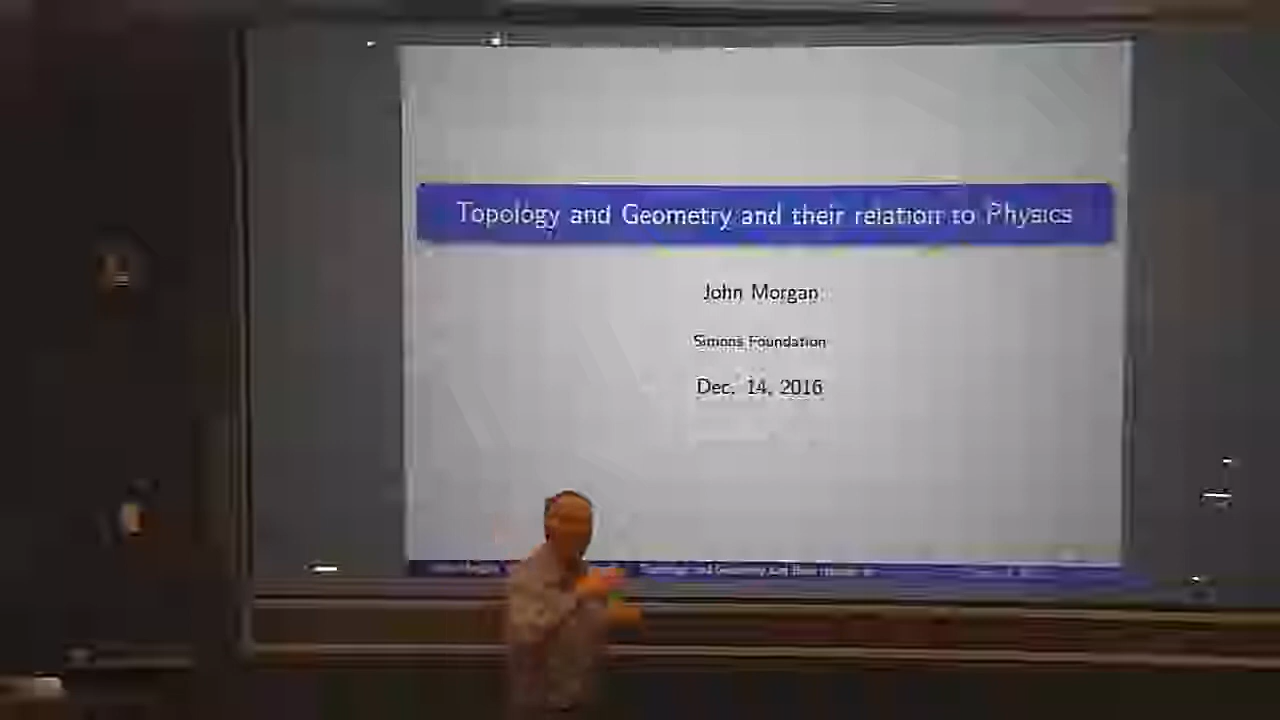 Topology and Geometry and their relation to Physics
John Morgan
Simons Foundation
Dec. 14, 2016